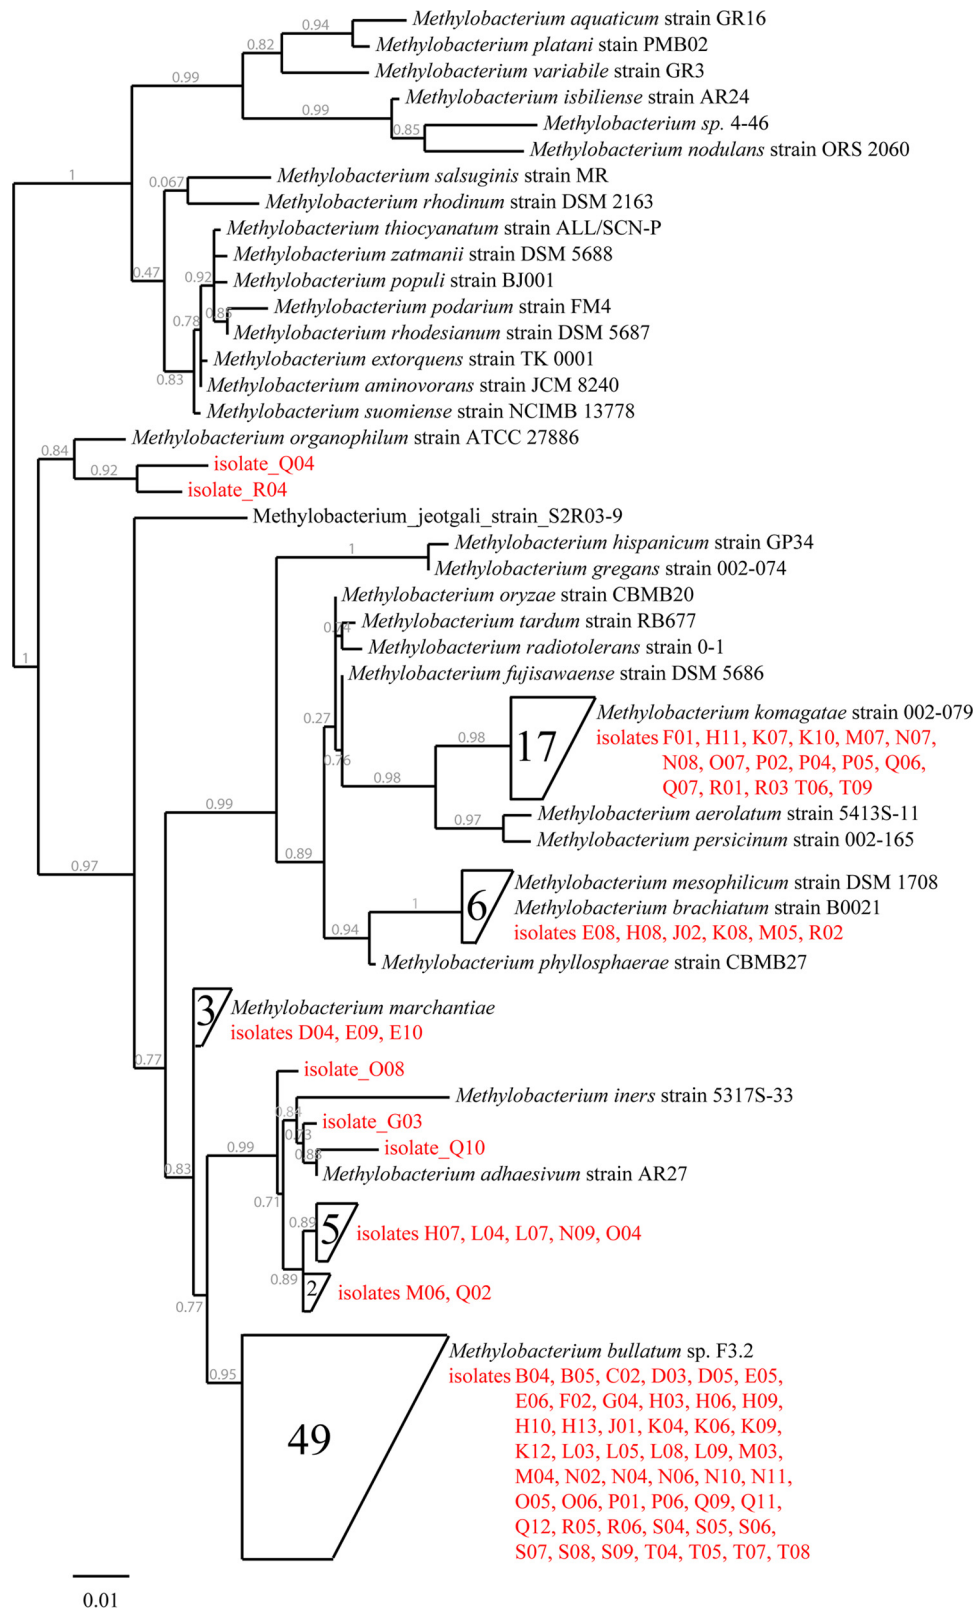 0.94
Methylobacterium aquaticum strain GR16
0.82
Methylobacterium platani stain PMB02
Methylobacterium variabile strain GR3
0.99
Methylobacterium isbiliense strain AR24
0.99
Methylobacterium sp. 4-46
0.85
Methylobacterium nodulans strain ORS 2060
1
Methylobacterium salsuginis strain MR
0.067
Methylobacterium rhodinum strain DSM 2163
Methylobacterium thiocyanatum strain ALL/SCN-P
Methylobacterium zatmanii strain DSM 5688
0.47
0.92
Methylobacterium populi strain BJ001
Methylobacterium podarium strain FM4
0.78
Methylobacterium rhodesianum strain DSM 5687
Methylobacterium extorquens strain TK 0001
0.83
Methylobacterium aminovorans strain JCM 8240
Methylobacterium suomiense strain NCIMB 13778
Methylobacterium organophilum strain ATCC 27886
0.84
isolate_Q04
0.92
isolate_R04
Methylobacterium_jeotgali_strain_S2R03-9
Methylobacterium hispanicum strain GP34
1
Methylobacterium gregans strain 002-074
Methylobacterium oryzae strain CBMB20
Methylobacterium tardum strain RB677
0.74
Methylobacterium radiotolerans strain 0-1
1
Methylobacterium fujisawaense strain DSM 5686
0.27
0.76
Methylobacterium komagatae strain 002-079
17
0.98
isolates F01, H11, K07, K10, M07, N07,
N08, O07, P02, P04, P05, Q06,
Q07, R01, R03 T06, T09
0.98
0.99
Methylobacterium aerolatum strain 5413S-11
0.97
Methylobacterium persicinum strain 002-165
0.89
0.97
Methylobacterium mesophilicum strain DSM 1708
6
1
Methylobacterium brachiatum strain B0021
isolates E08, H08, J02, K08, M05, R02
0.94
Methylobacterium phyllosphaerae strain CBMB27
3
Methylobacterium marchantiae
isolates D04, E09, E10
0.77
isolate_O08
Methylobacterium iners strain 5317S-33
0.84
isolate_G03
0.73
isolate_Q10
0.99
0.88
Methylobacterium adhaesivum strain AR27
0.83
0.71
0.89
5
isolates H07, L04, L07, N09, O04
0.89
2
isolates M06, Q02
0.77
Methylobacterium bullatum sp. F3.2
0.95
49
isolates B04, B05, C02, D03, D05, E05,
E06, F02, G04, H03, H06, H09,
H10, H13, J01, K04, K06, K09,
K12, L03, L05, L08, L09, M03,
M04, N02, N04, N06, N10, N11,
O05, O06, P01, P06, Q09, Q11,
Q12, R05, R06, S04, S05, S06,
S07, S08, S09, T04, T05, T07, T08
0.01